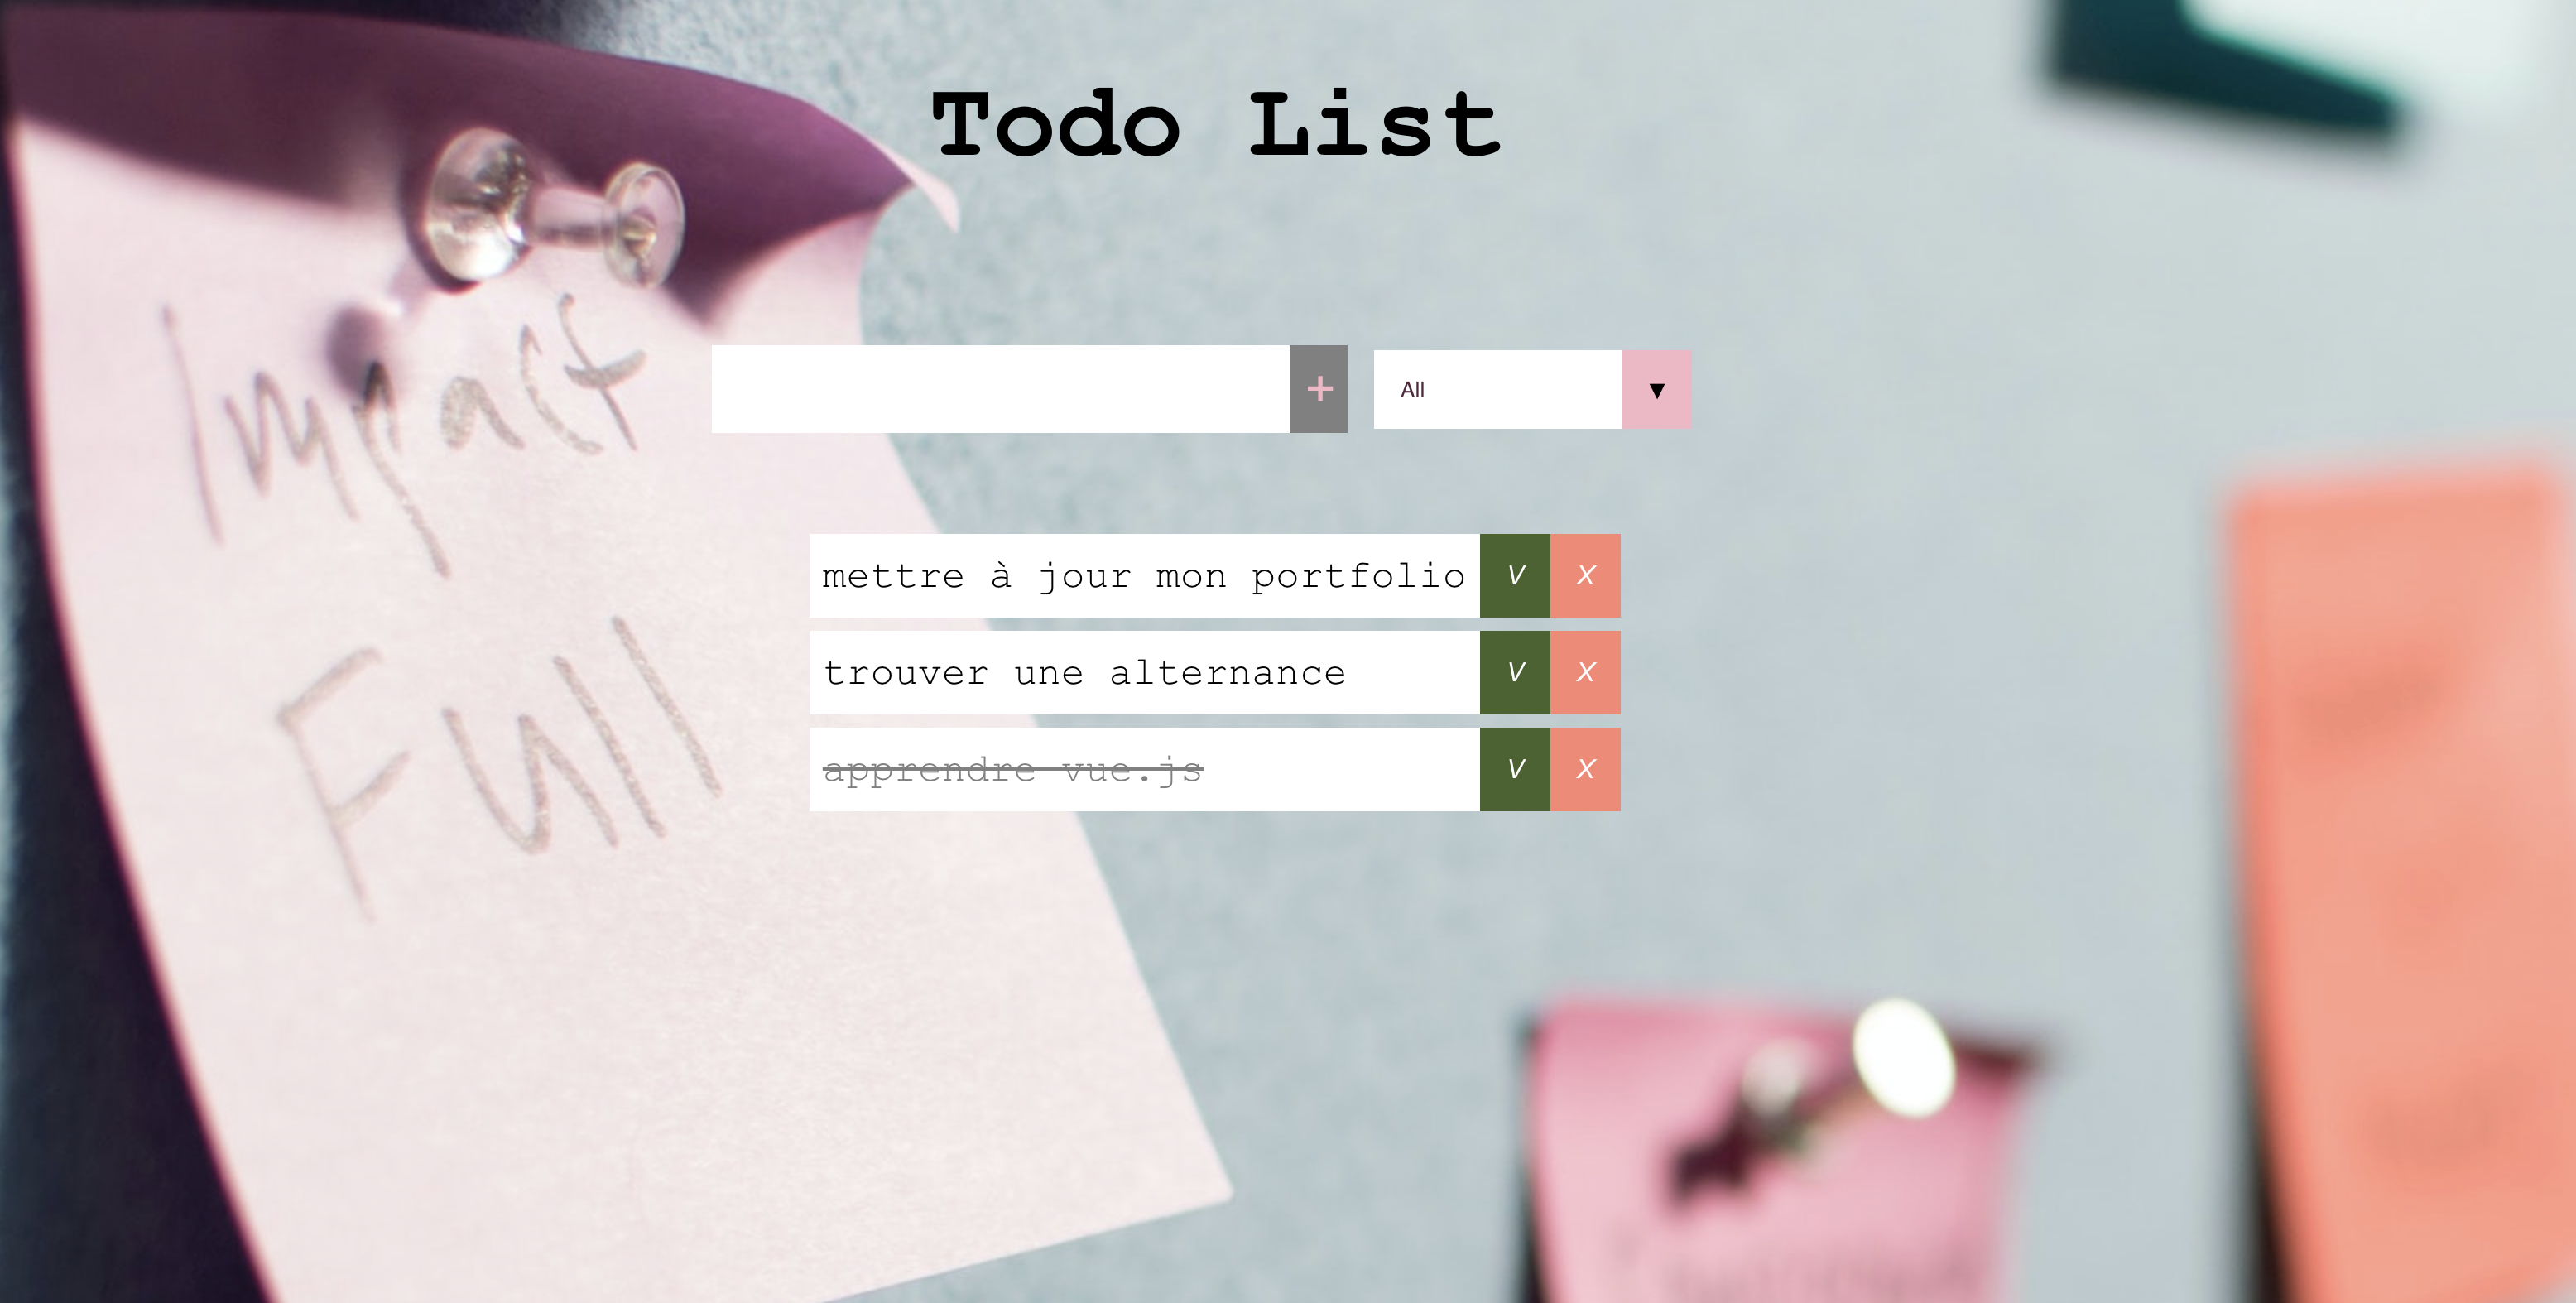 Todo List
Impact
Full
+
All ▼
mettre à jour mon portfolio V X
trouver une alternance V X
apprendre vue.js V X